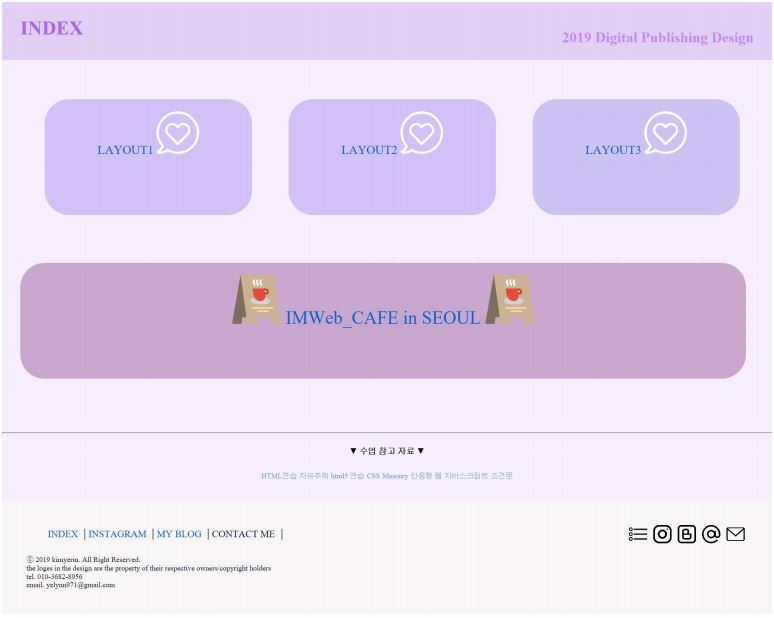 INDEX
2019 Digital Publishing Design
LAYOUT1
LAYOUT2
LAYOUT3
IMWeb_CAFE in SEOUL
▼ 수업 참고 자료 ▼
HTML연습 자유주제 html5 연습 CSS Masonry 반응형 웹 자바스크립트 조건문
INDEX | INSTAGRAM | MY BLOG | CONTACT ME |
ⓒ 2019 kimyerin. All Right Reserved.
the loges in the design are the property of their respective owners/copyright holders
tel. 010-3682-8956
email. yelynn971@gmail.com